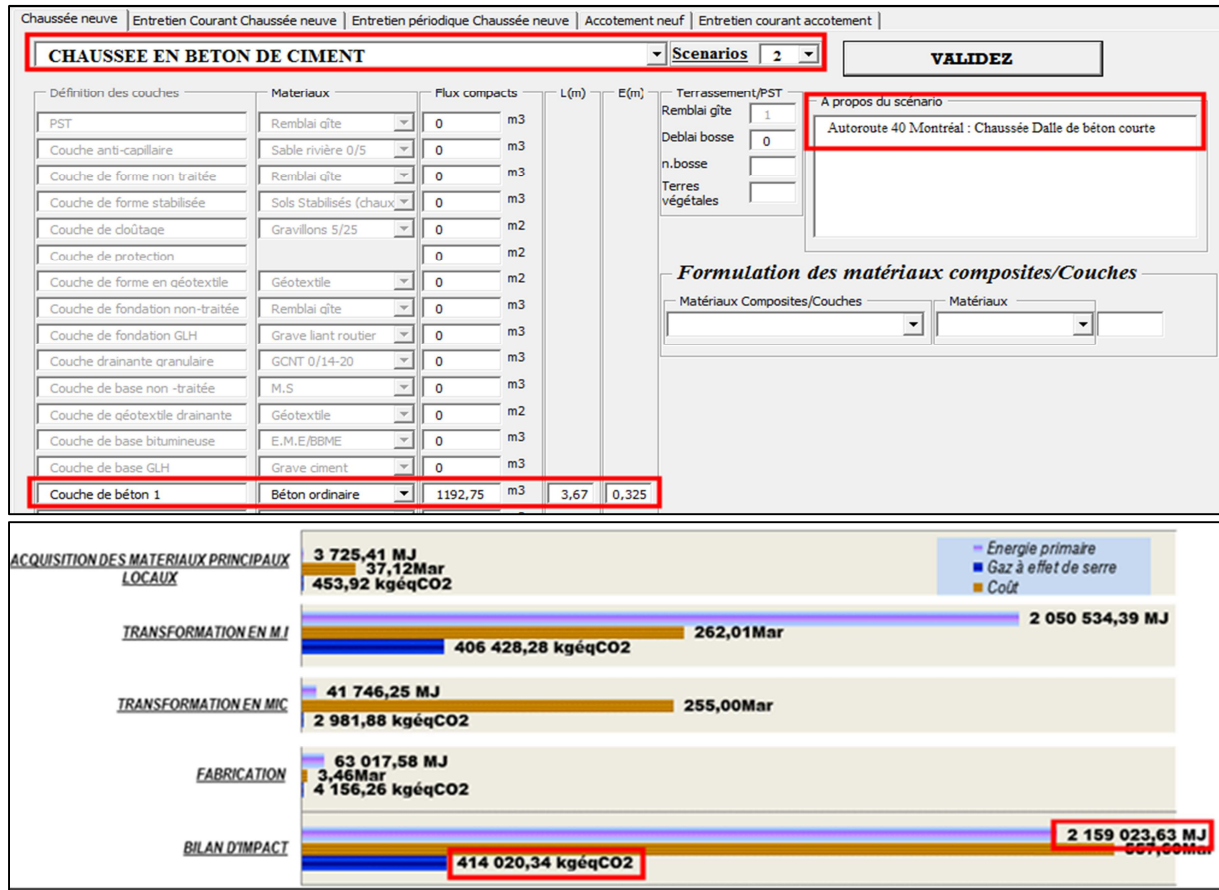 Chaussée neuve | Entretien Courant Chaussée neuve | Entretien périodique Chaussée neuve | Accotement neuf | Entretien courant accotement |
CHAUSSEE EN BETON DE CIMENT Scenarios 2 VALIDEZ
Définition des couches Materiaux Flux compacts L(m) E(m)
PST Remblai gîte 0 m3
Couche anti-capillaire Sable rivière 0/5 0 m3
Couche de forme non traitée Remblai gîte 0 m3
Couche de forme stabilisée Sols Stabilisés (chaux 0 m3
Couche de cloûtage Gravillons 5/25 0 m2
Couche de protection 0 m2
Couche de forme en géotextile Géotextile 0 m2
Couche de fondation non-traitée Remblai gîte 0 m3
Couche de fondation GLH Grave liant routier 0 m3
Couche drainante granulaire GCNT 0/14-20 0 m3
Couche de base non -traitée M.S 0 m3
Couche de géotextile drainante Géotextile 0 m2
Couche de base bitumineuse E.M.E/BBME 0 m3
Couche de base GLH Grave ciment 0 m3
Couche de béton 1 Béton ordinaire 1192,75 m3 3,67 0,325
Terrassement/PST
Remblai gîte 1
Deblai bosse 0
n.bosse
Terres
végétales
A propos du scénario
Autoroute 40 Montréal : Chaussée Dalle de béton courte
Formulation des matériaux composites/Couches
Matériaux Composites/Couches Matériaux
Energie primaire
Gaz à effet de serre
Coût
ACQUISITION DES MATERIAUX PRINCIPAUX
LOCAUX
3 725,41 MJ
37,12Mar
453,92 kgéqCO2
TRANSFORMATION EN M.I
2 050 534,39 MJ
262,01Mar
406 428,28 kgéqCO2
TRANSFORMATION EN MIC
41 746,25 MJ
255,00Mar
2 981,88 kgéqCO2
FABRICATION
63 017,58 MJ
3,46Mar
4 156,26 kgéqCO2
BILAN D'IMPACT
2 159 023,63 MJ
414 020,34 kgéqCO2